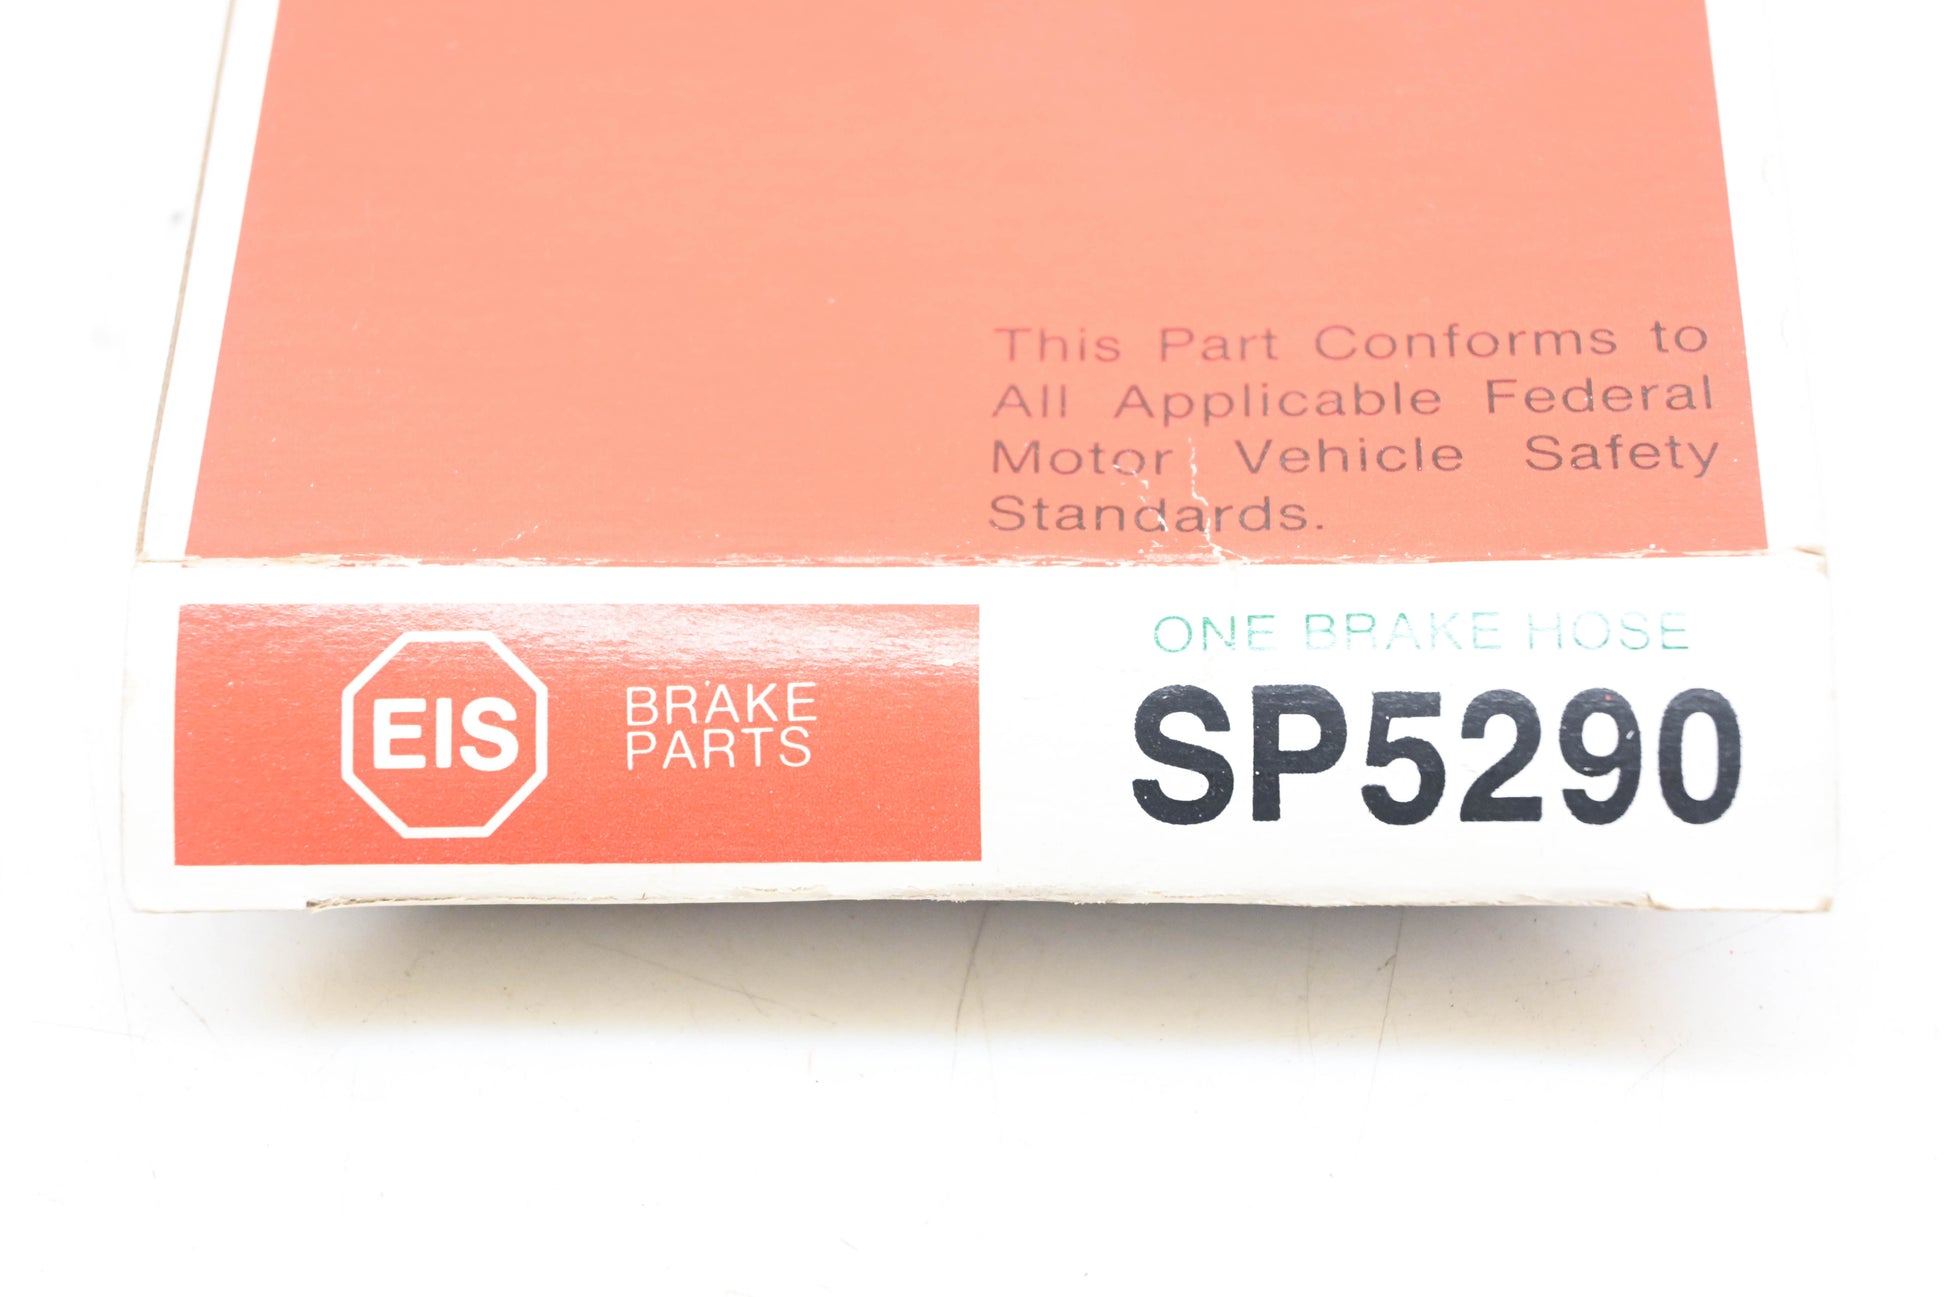 This Part Conforms to
All Applicable Federal
Motor Vehicle Safety
Standards.
EIS
BRAKE
PARTS
ONE BRAKE HOSE
SP5290